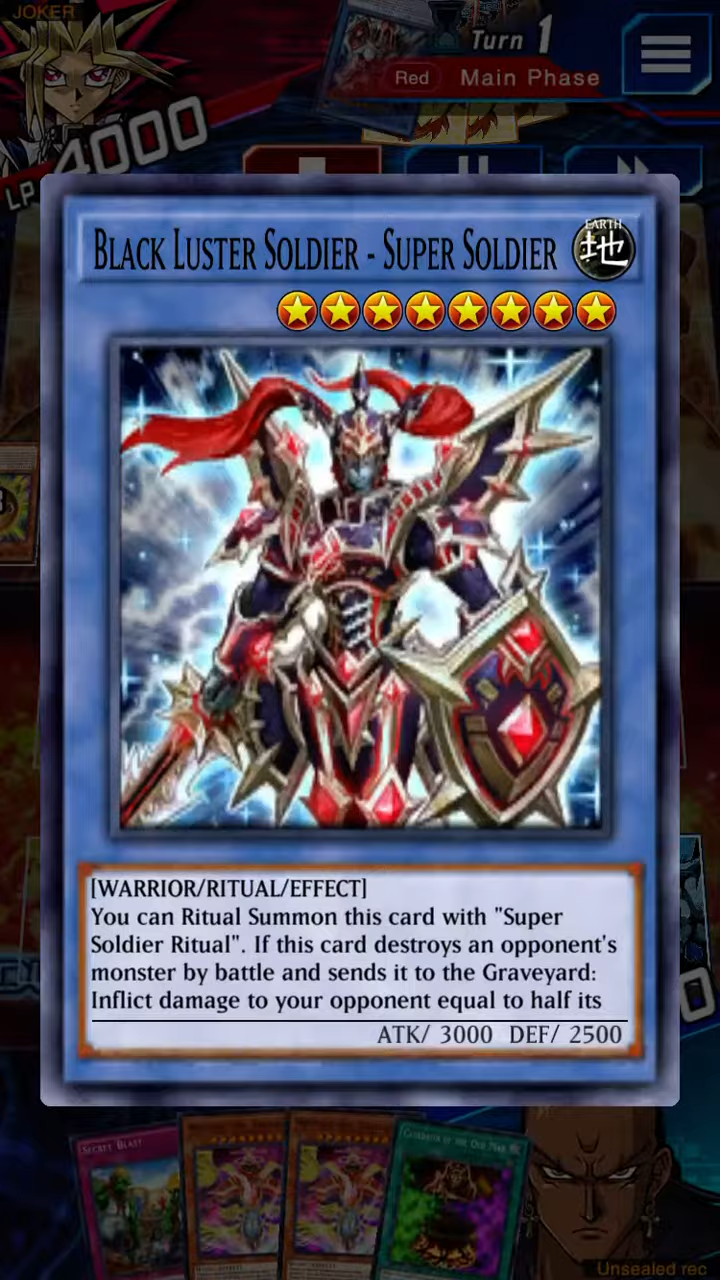 JOKER
Turn 1
Red Main Phase
LP 4000
BLACK LUSTER SOLDIER - SUPER SOLDIER
EARTH
地
[WARRIOR/RITUAL/EFFECT]
You can Ritual Summon this card with "Super
Soldier Ritual". If this card destroys an opponent's
monster by battle and sends it to the Graveyard:
Inflict damage to your opponent equal to half its
ATK/ 3000 DEF/ 2500
SECRET BLAST
Unsealed rec